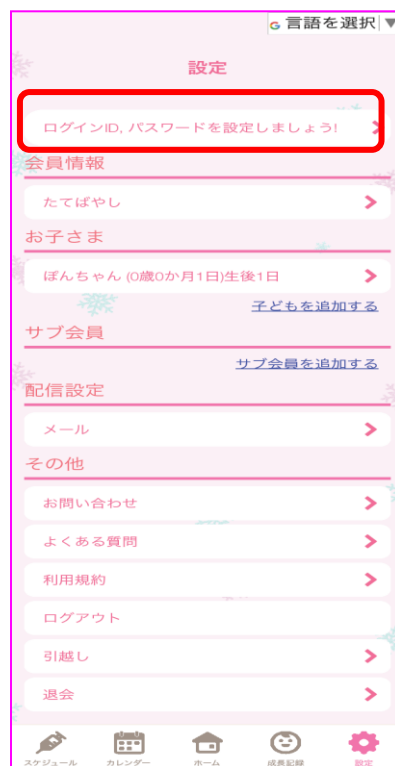 G 言語を選択 ▼
設定
ログインID, パスワードを設定しましょう!
会員情報
たてばやし
お子さま
ぽんちゃん (0歳0か月1日)生後1日
子どもを追加する
サブ会員
サブ会員を追加する
配信設定
メール
その他
お問い合わせ
よくある質問
利用規約
ログアウト
引越し
退会
スケジュール カレンダー ホーム 成長記録 設定